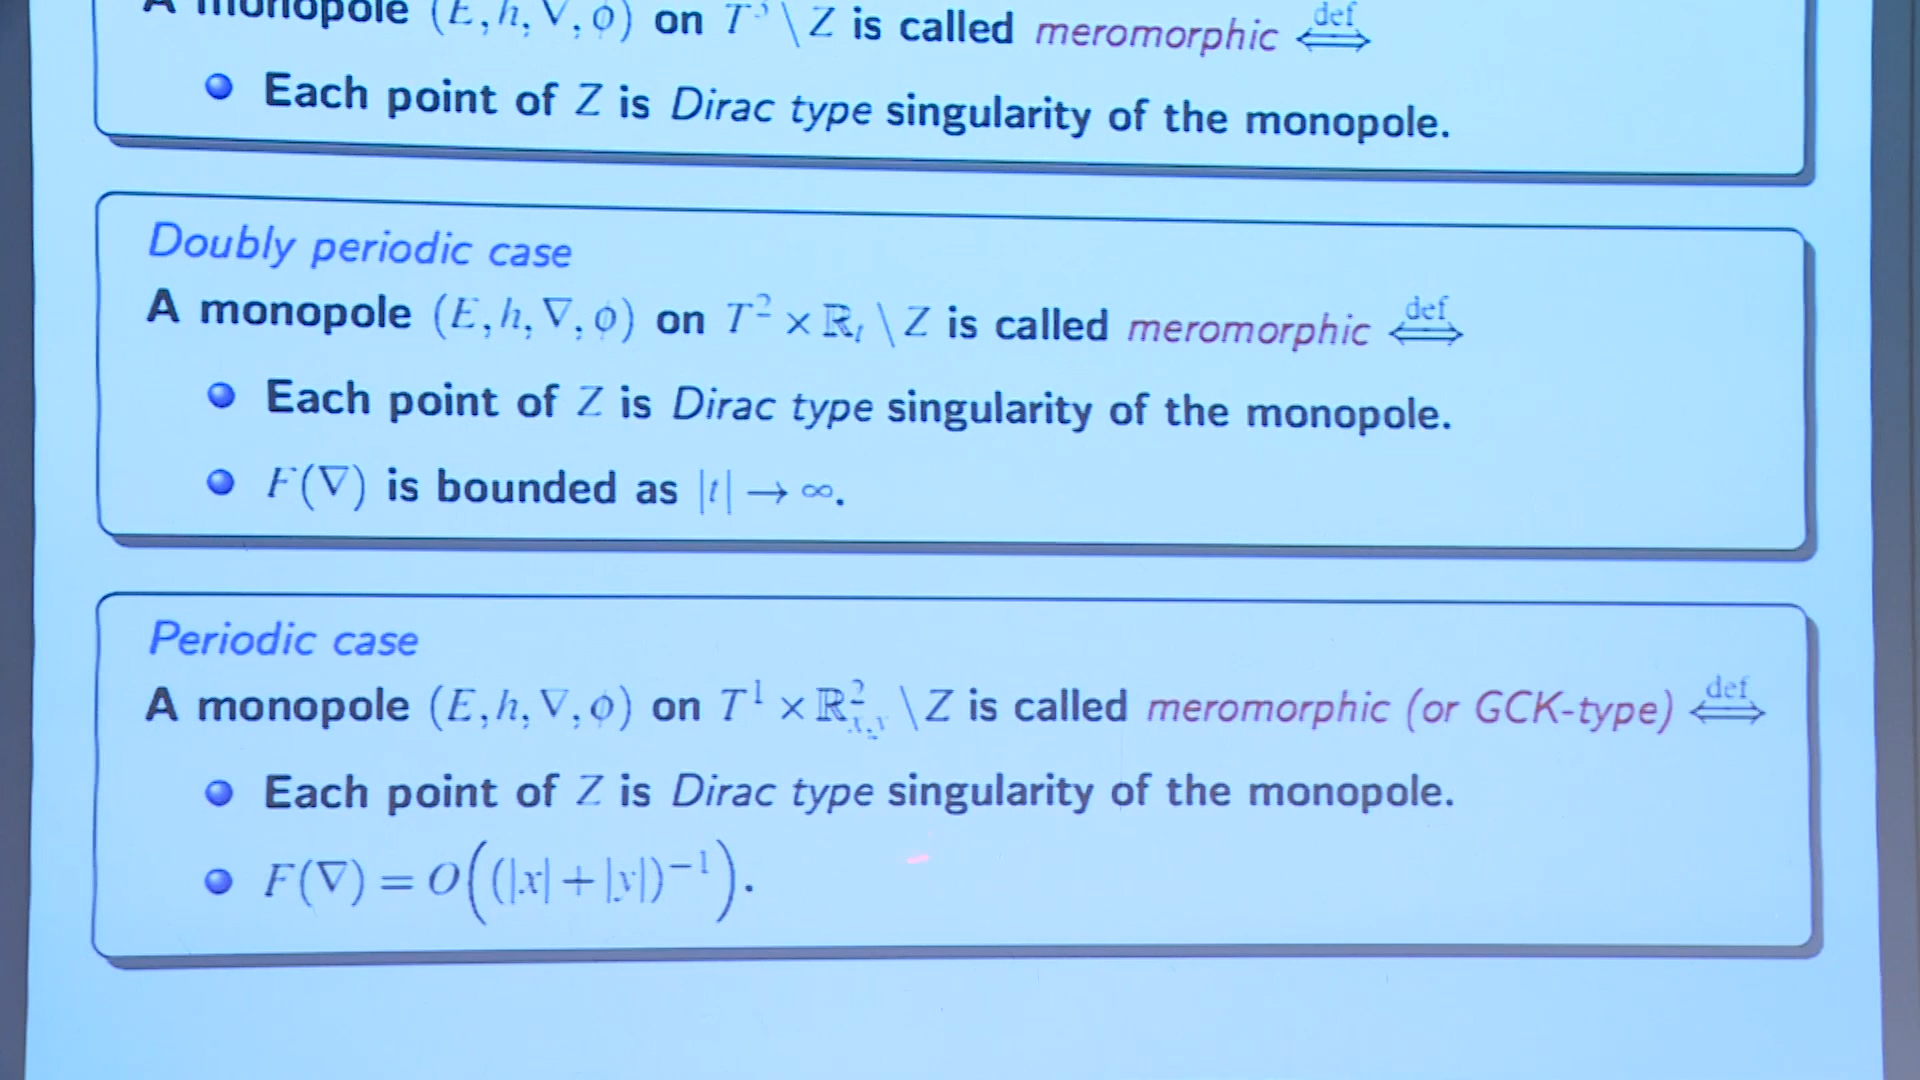 A monopole (E, h, ∇, ϕ) on T³ \ Z is called meromorphic ⟺ def
• Each point of Z is Dirac type singularity of the monopole.
Doubly periodic case
A monopole (E, h, ∇, ϕ) on T² × ℝₜ \ Z is called meromorphic ⟺ def
• Each point of Z is Dirac type singularity of the monopole.
• F(∇) is bounded as |t| → ∞.
Periodic case
A monopole (E, h, ∇, ϕ) on T¹ × ℝ²ₓ,ᵧ \ Z is called meromorphic (or GCK-type) ⟺ def
• Each point of Z is Dirac type singularity of the monopole.
• F(∇) = O((|x| + |y|)⁻¹).